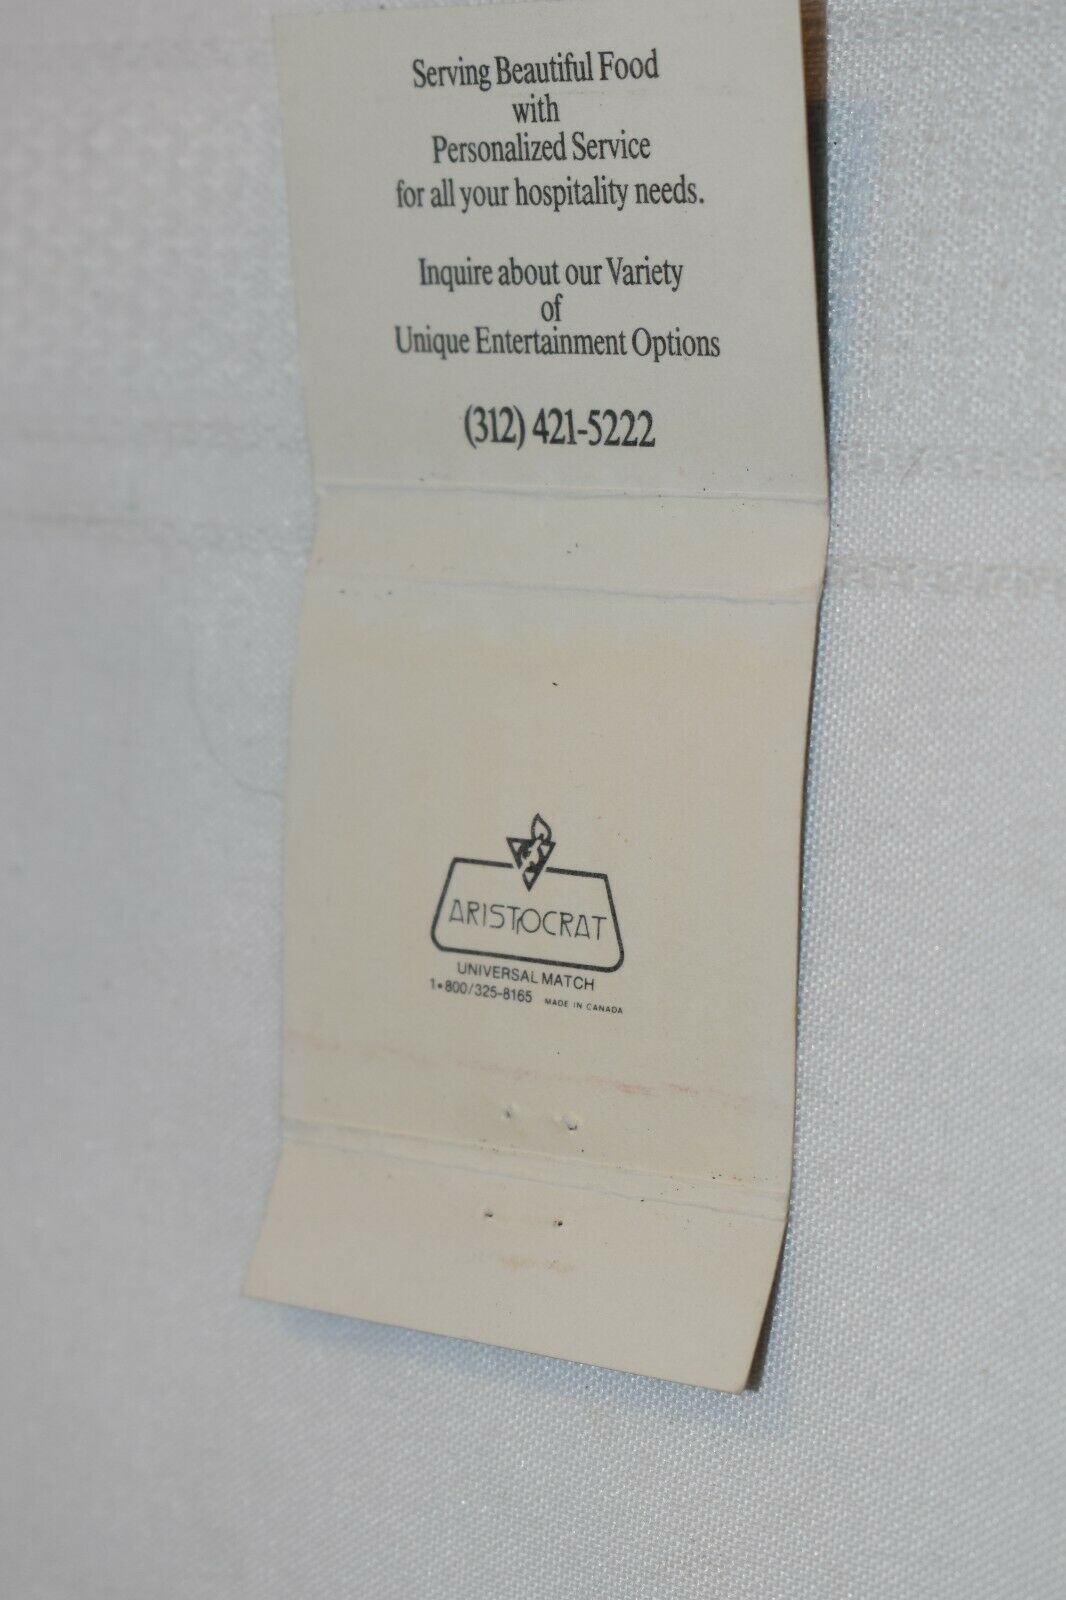 Serving Beautiful Food
with
Personalized Service
for all your hospitality needs.
Inquire about our Variety
of
Unique Entertainment Options
(312) 421-5222
ARISTOCRAT
UNIVERSAL MATCH
1•800/325-8165 MADE IN CANADA